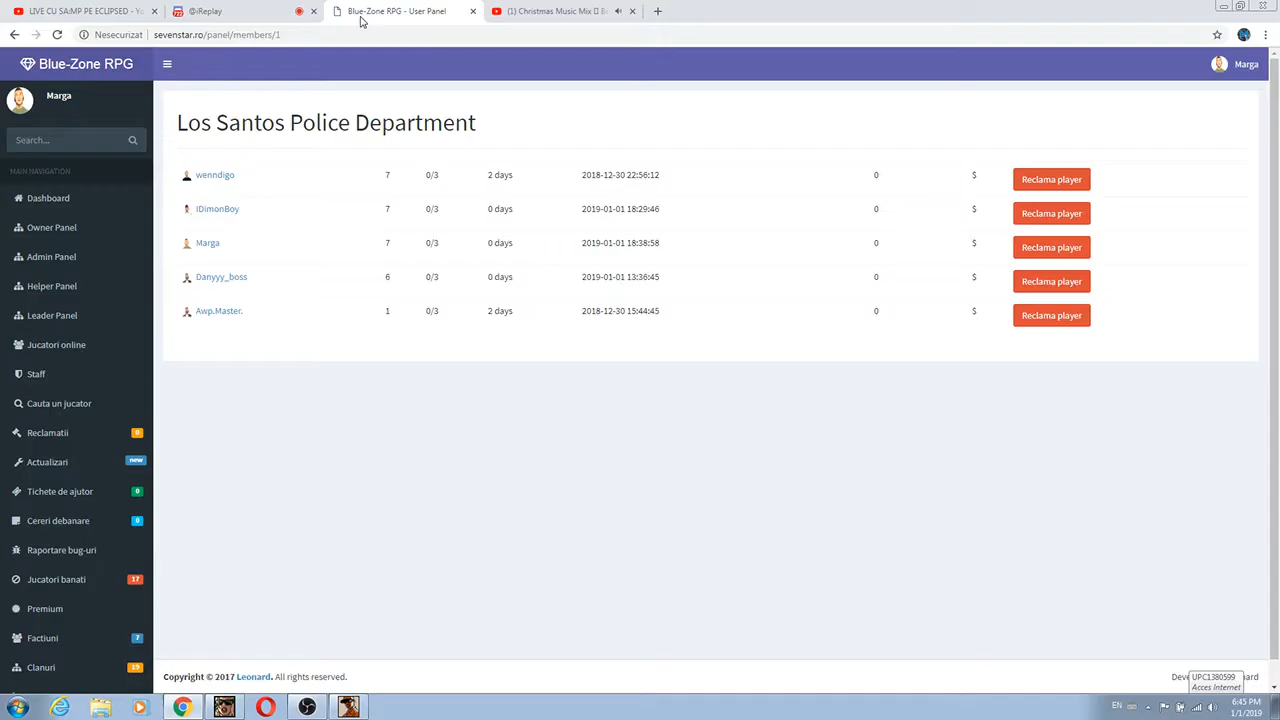 LIVE CU SA:MP PE ECLIPSED - Yo
@iReplay
Blue-Zone RPG - User Panel
(1) Christmas Music Mix
Nesecurizat
sevenstar.ro/panel/members/1
Blue-Zone RPG
Marga
Marga
Search...
MAIN NAVIGATION
Dashboard
Owner Panel
Admin Panel
Helper Panel
Leader Panel
Jucatori online
Staff
Cauta un jucator
Reclamatii 0
Actualizari new
Tichete de ajutor 0
Cereri debanare 0
Raportare bug-uri
Jucatori banati 17
Premium
Factiuni 7
Clanuri 19
Los Santos Police Department
wenndigo 7 0/3 2 days 2018-12-30 22:56:12 0 $ Reclama player
IDimonBoy 7 0/3 0 days 2019-01-01 18:29:46 0 $ Reclama player
Marga 7 0/3 0 days 2019-01-01 18:38:58 0 $ Reclama player
Danyyy_boss 6 0/3 0 days 2019-01-01 13:36:45 0 $ Reclama player
Awp.Master. 1 0/3 2 days 2018-12-30 15:44:45 0 $ Reclama player
Copyright © 2017 Leonard. All rights reserved.
UPC1380599
Acces Internet
EN
6:45 PM
1/1/2019